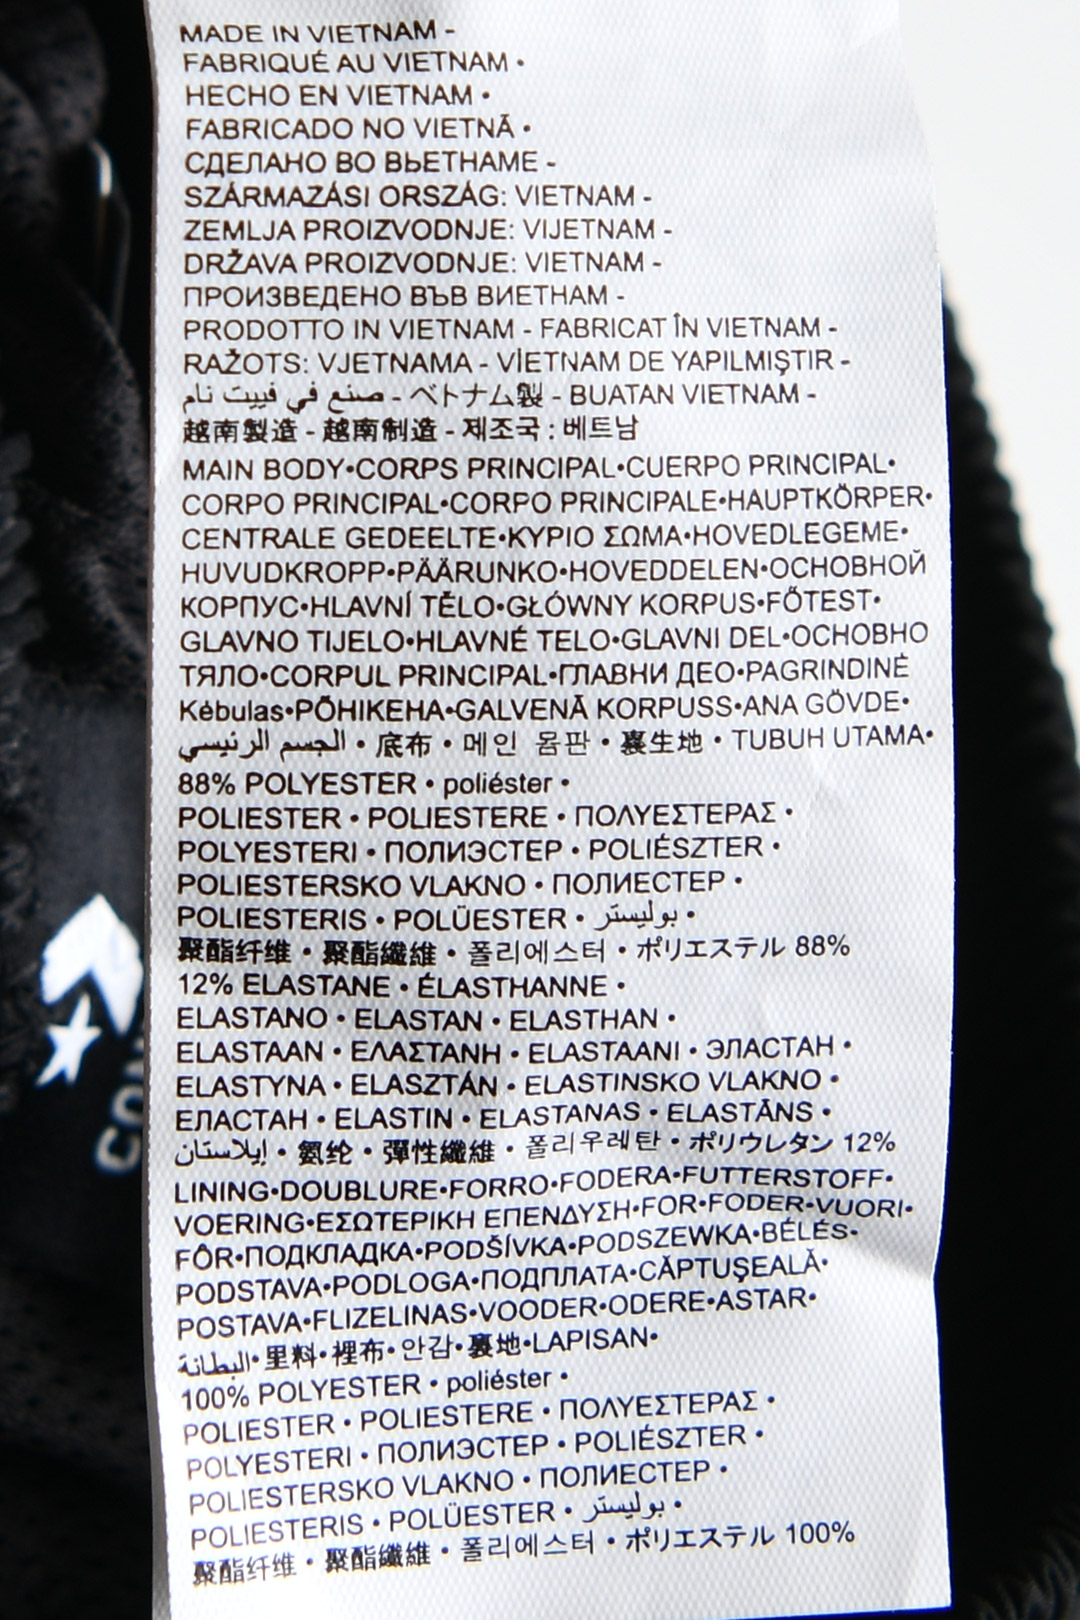 MADE IN VIETNAM -
FABRIQUÉ AU VIETNAM •
HECHO EN VIETNAM •
FABRICADO NO VIETNÃ •
СДЕЛАНО ВО ВЬЕТНАМЕ -
SZÁRMAZÁSI ORSZÁG: VIETNAM -
ZEMLJA PROIZVODNJE: VIJETNAM -
DRŽAVA PROIZVODNJE: VIETNAM -
ПРОИЗВЕДЕНО ВЪВ ВИЕТНАМ -
PRODOTTO IN VIETNAM - FABRICAT ÎN VIETNAM -
RAŽOTS: VJETNAMA - VİETNAM DE YAPILMIŞTIR -
صنع في فييت نام - ベトナム製 - BUATAN VIETNAM -
越南製造 - 越南制造 - 제조국 : 베트남
MAIN BODY•CORPS PRINCIPAL•CUERPO PRINCIPAL•
CORPO PRINCIPAL•CORPO PRINCIPALE•HAUPTKÖRPER•
CENTRALE GEDEELTE•ΚΥΡΙΟ ΣΩΜΑ•HOVEDLEGEME•
HUVUDKROPP•PÄÄRUNKO•HOVEDDELEN•ОСНОВНОЙ
КОРПУС•HLAVNÍ TĚLO•GŁÓWNY KORPUS•FŐTEST•
GLAVNO TIJELO•HLAVNÉ TELO•GLAVNI DEL•ОСНОВНО
ТЯЛО•CORPUL PRINCIPAL•ГЛАВНИ ДЕО•PAGRINDINĖ
Kėbulas•PÕHIKEHA•GALVENĀ KORPUSS•ANA GÖVDE•
الجسم الرئيسي • 底布 • 메인 몸판 • 裏生地 • TUBUH UTAMA•
88% POLYESTER • poliéster •
POLIESTER • POLIESTERE • ΠΟΛΥΕΣΤΕΡΑΣ •
POLYESTERI • ПОЛИЭСТЕР • POLIÉSZTER •
POLIESTERSKO VLAKNO • ПОЛИЕСТЕР •
POLIESTERIS • POLÜESTER • بوليستر •
聚酯纤维 • 聚酯纖維 • 폴리에스터 • ポリエステル 88%
12% ELASTANE • ÉLASTHANNE •
ELASTANO • ELASTAN • ELASTHAN •
ELASTAAN • ΕΛΑΣΤΑΝΗ • ELASTAANI • ЭЛАСТАН •
ELASTYNA • ELASZTÁN • ELASTINSKO VLAKNO •
ЕЛАСТАН • ELASTIN • ELASTANAS • ELASTĀNS •
إيلاستان • 氨纶 • 彈性纖維 • 폴리우레탄 • ポリウレタン 12%
LINING•DOUBLURE•FORRO•FODERA•FUTTERSTOFF•
VOERING•ΕΣΩΤΕΡΙΚΗ ΕΠΕΝΔΥΣΗ•FOR•FODER•VUORI•
FÔR•ПОДКЛАДКА•PODŠÍVKA•PODSZEWKA•BÉLÉS•
PODSTAVA•PODLOGA•ПОДПЛАТА•CĂPTUŞEALĂ•
POSTAVA•FLIZELINAS•VOODER•ODERE•ASTAR•
البطانة•里料•裡布•안감•裏地•LAPISAN•
100% POLYESTER • poliéster •
POLIESTER • POLIESTERE • ΠΟΛΥΕΣΤΕΡΑΣ •
POLYESTERI • ПОЛИЭСТЕР • POLIÉSZTER •
POLIESTERSKO VLAKNO • ПОЛИЕСТЕР •
POLIESTERIS • POLÜESTER • بوليستر •
聚酯纤维 • 聚酯纖維 • 폴리에스터 • ポリエステル 100%